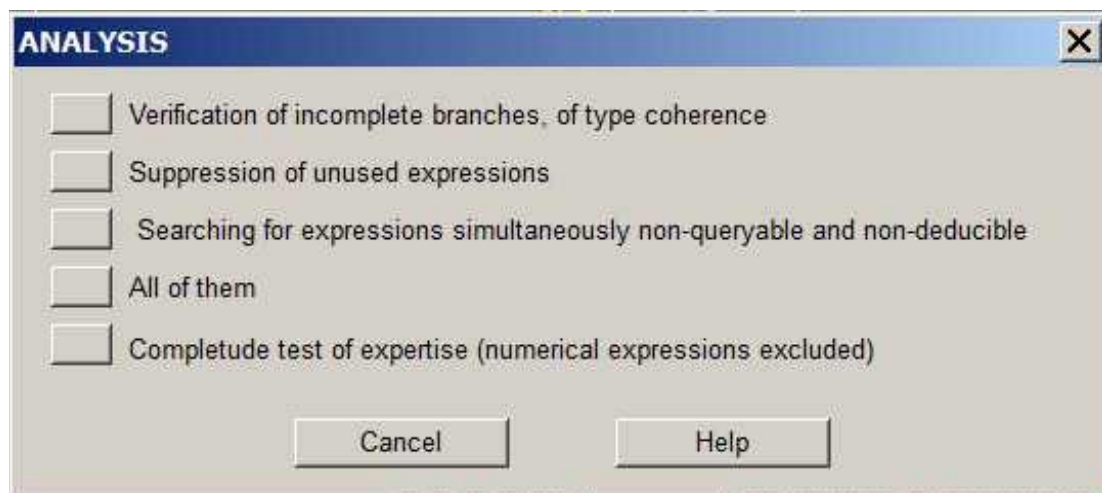 ANALYSIS
Verification of incomplete branches, of type coherence
Suppression of unused expressions
Searching for expressions simultaneously non-queryable and non-deducible
All of them
Completude test of expertise (numerical expressions excluded)
Cancel Help